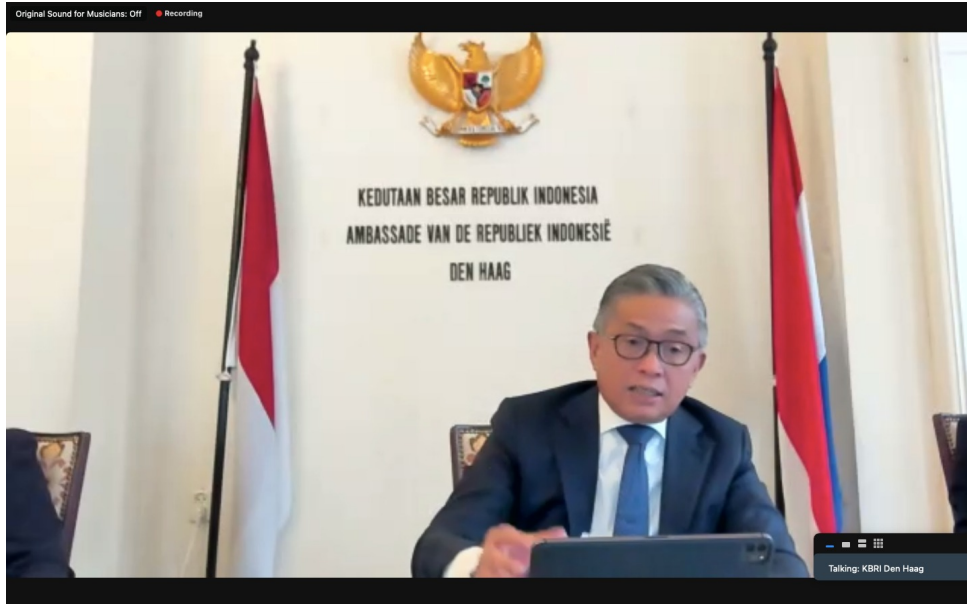 Original Sound for Musicians: Off
Recording
KEDUTAAN BESAR REPUBLIK INDONESIA
AMBASSADE VAN DE REPUBLIEK INDONESIË
DEN HAAG
Talking: KBRI Den Haag